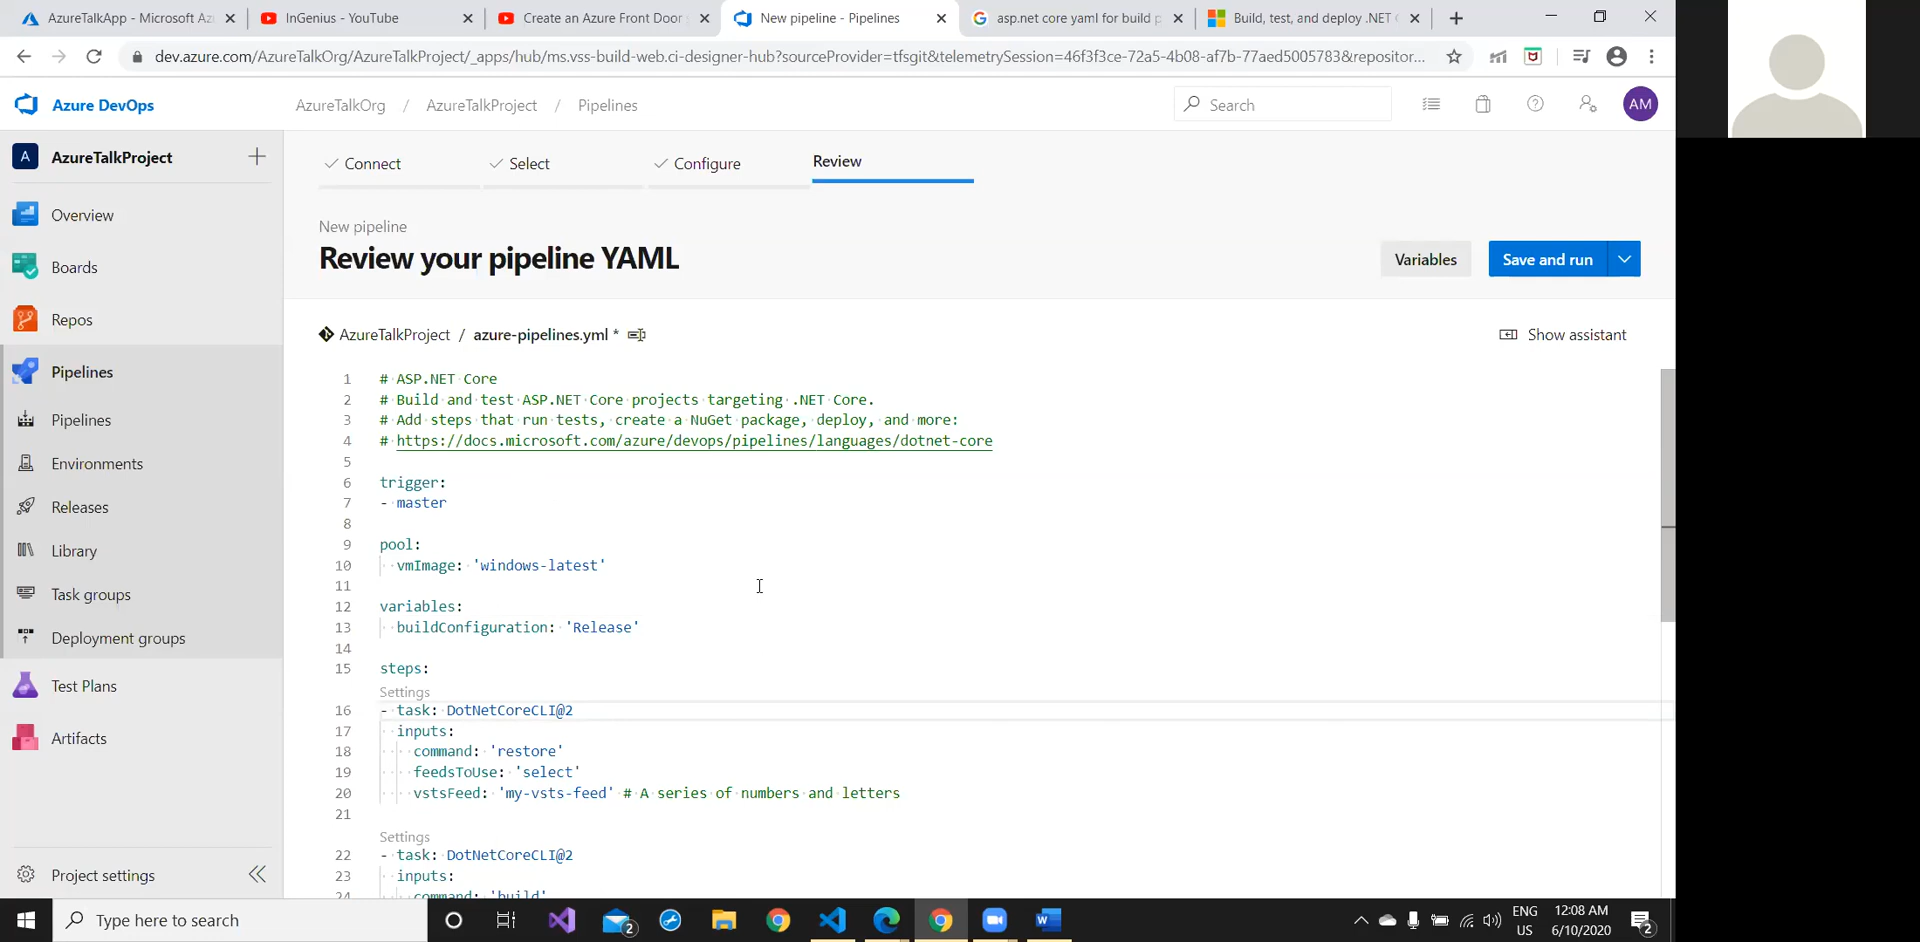 AzureTalkApp - Microsoft Az
InGenius - YouTube
Create an Azure Front Door
New pipeline - Pipelines
asp.net core yaml for build p
Build, test, and deploy .NET C
dev.azure.com/AzureTalkOrg/AzureTalkProject/_apps/hub/ms.vss-build-web.ci-designer-hub?sourceProvider=tfsgit&telemetrySession=46f3f3ce-72a5-4b08-af7b-77aed5005783&repositor...
Azure DevOps
AzureTalkOrg / AzureTalkProject / Pipelines
Search
AM
A AzureTalkProject
Overview
Boards
Repos
Pipelines
Pipelines
Environments
Releases
Library
Task groups
Deployment groups
Test Plans
Artifacts
Project settings
Connect
Select
Configure
Review
New pipeline
Review your pipeline YAML
Variables
Save and run
AzureTalkProject / azure-pipelines.yml *
Show assistant
1 # ASP.NET Core
2 # Build and test ASP.NET Core projects targeting .NET Core.
3 # Add steps that run tests, create a NuGet package, deploy, and more:
4 # https://docs.microsoft.com/azure/devops/pipelines/languages/dotnet-core
5
6 trigger:
7 - master
8
9 pool:
10 vmImage: 'windows-latest'
11
12 variables:
13 buildConfiguration: 'Release'
14
15 steps:
Settings
16 - task: DotNetCoreCLI@2
17 inputs:
18 command: 'restore'
19 feedsToUse: 'select'
20 vstsFeed: 'my-vsts-feed' # A series of numbers and letters
21
Settings
22 - task: DotNetCoreCLI@2
23 inputs:
24 command: 'build'
Type here to search
2
ENG
US
12:08 AM
6/10/2020
2